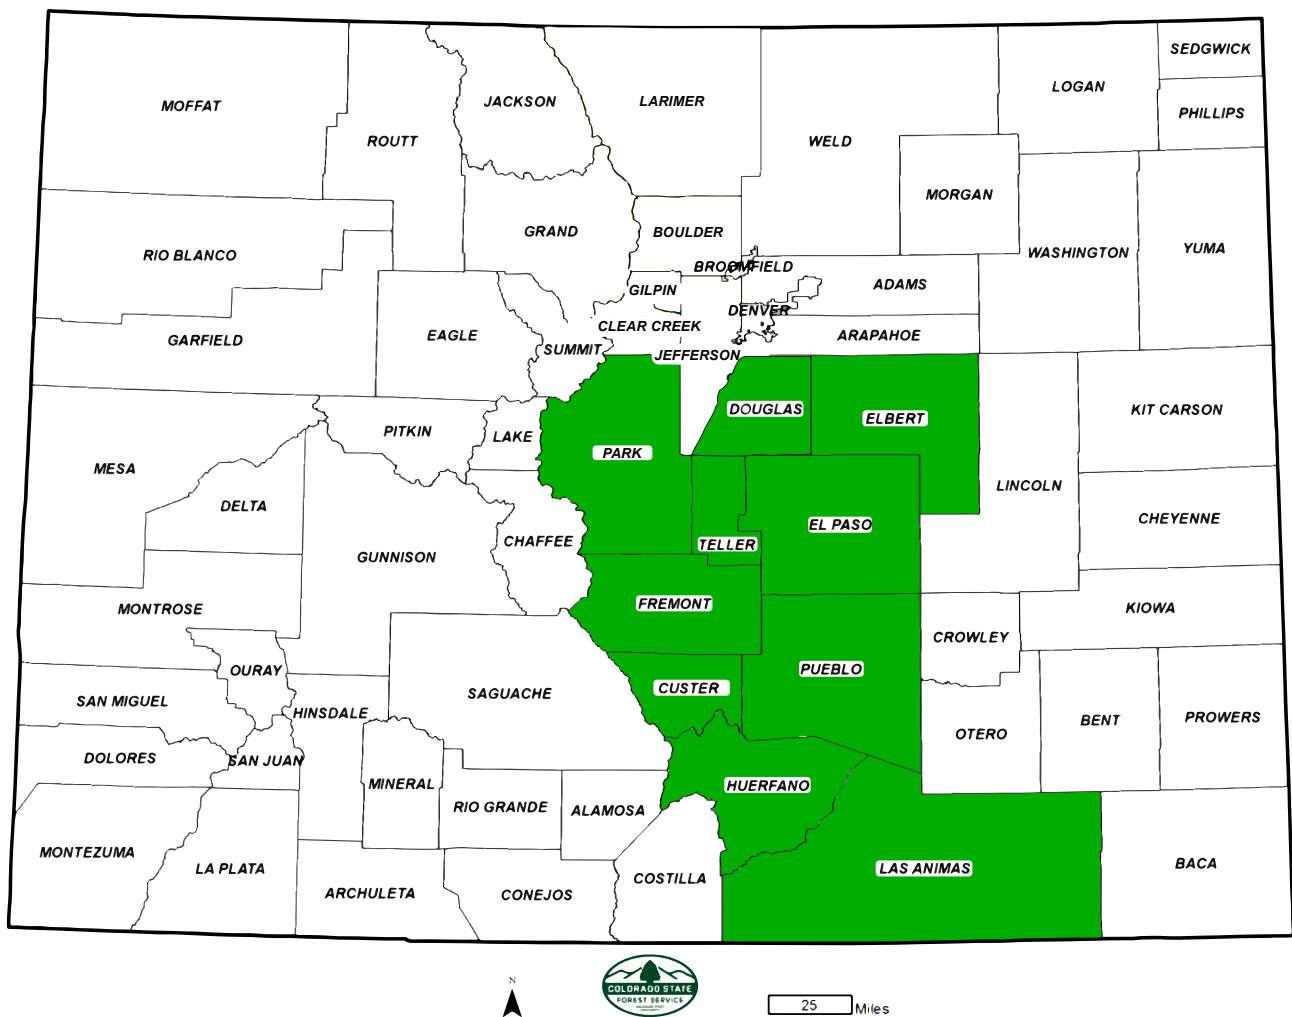 SEDGWICK
LOGAN
JACKSON
LARIMER
MOFFAT
PHILLIPS
ROUTT
WELD
MORGAN
GRAND
BOULDER
RIO BLANCO
WASHINGTON
YUMA
BROOMFIELD
GILPIN
ADAMS
DENVER
CLEAR CREEK
GARFIELD
EAGLE
ARAPAHOE
SUMMIT
JEFFERSON
DOUGLAS
KIT CARSON
ELBERT
PITKIN
LAKE
PARK
MESA
LINCOLN
DELTA
CHEYENNE
EL PASO
CHAFFEE
TELLER
GUNNISON
FREMONT
MONTROSE
KIOWA
CROWLEY
OURAY
PUEBLO
CUSTER
SAGUACHE
SAN MIGUEL
HINSDALE
BENT
PROWERS
OTERO
DOLORES
SAN JUAN
MINERAL
HUERFANO
RIO GRANDE
ALAMOSA
MONTEZUMA
LA PLATA
BACA
LAS ANIMAS
COSTILLA
ARCHULETA
CONEJOS
N
COLORADO STATE
FOREST SERVICE
25 Miles